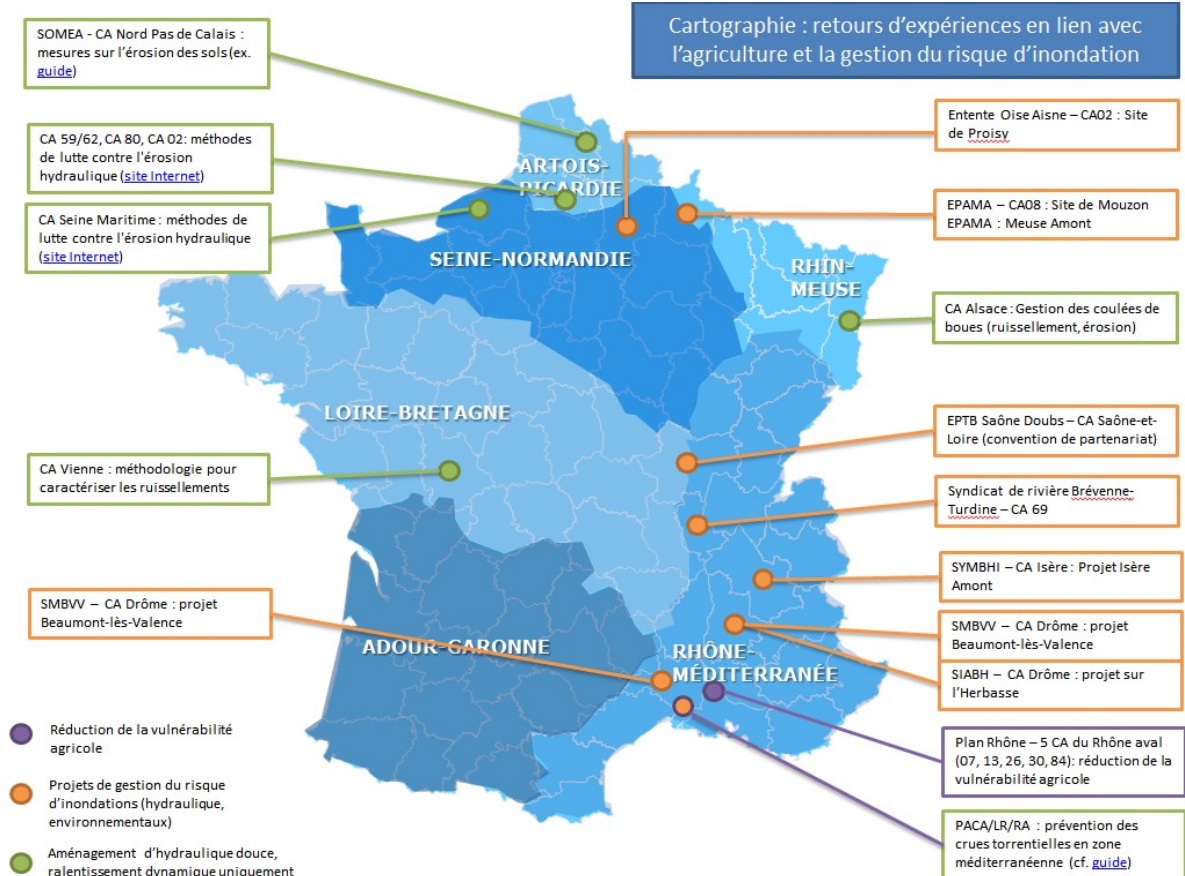 Cartographie : retours d'expériences en lien avec
l'agriculture et la gestion du risque d'inondation
SOMEA - CA Nord Pas de Calais :
mesures sur l'érosion des sols (ex.
guide)
CA 59/62, CA 80, CA 02: méthodes
de lutte contre l'érosion
hydraulique (site Internet)
CA Seine Maritime : méthodes de
lutte contre l'érosion hydraulique
(site Internet)
CA Vienne : méthodologie pour
caractériser les ruissellements
SMBVV – CA Drôme : projet
Beaumont-lès-Valence
ARTOIS-
PICARDIE
SEINE-NORMANDIE
RHIN-
MEUSE
LOIRE-BRETAGNE
ADOUR-GARONNE
RHÔNE-
MÉDITERRANÉE
Entente Oise Aisne – CA02 : Site
de Proisy
EPAMA – CA08 : Site de Mouzon
EPAMA : Meuse Amont
CA Alsace : Gestion des coulées de
boues (ruissellement, érosion)
EPTB Saône Doubs – CA Saône-et-
Loire (convention de partenariat)
Syndicat de rivière Brévenne-
Turdine – CA 69
SYMBHI – CA Isère : Projet Isère
Amont
SMBVV – CA Drôme : projet
Beaumont-lès-Valence
SIABH – CA Drôme : projet sur
l'Herbasse
Plan Rhône – 5 CA du Rhône aval
(07, 13, 26, 30, 84): réduction de la
vulnérabilité agricole
PACA/LR/RA : prévention des
crues torrentielles en zone
méditerranéenne (cf. guide)
Réduction de la vulnérabilité
agricole
Projets de gestion du risque
d'inondations (hydraulique,
environnementaux)
Aménagement d'hydraulique douce,
ralentissement dynamique uniquement